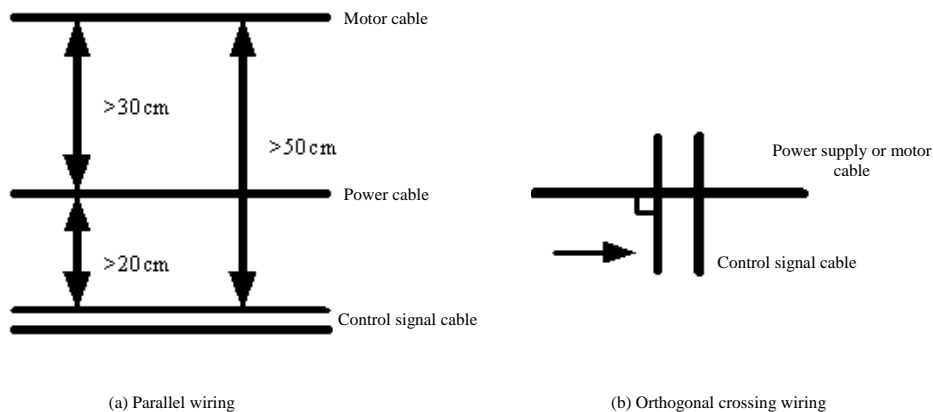 Motor cable
>30cm
>50cm
Power cable
>20cm
Control signal cable
(a) Parallel wiring
Power supply or motor
cable
Control signal cable
(b) Orthogonal crossing wiring